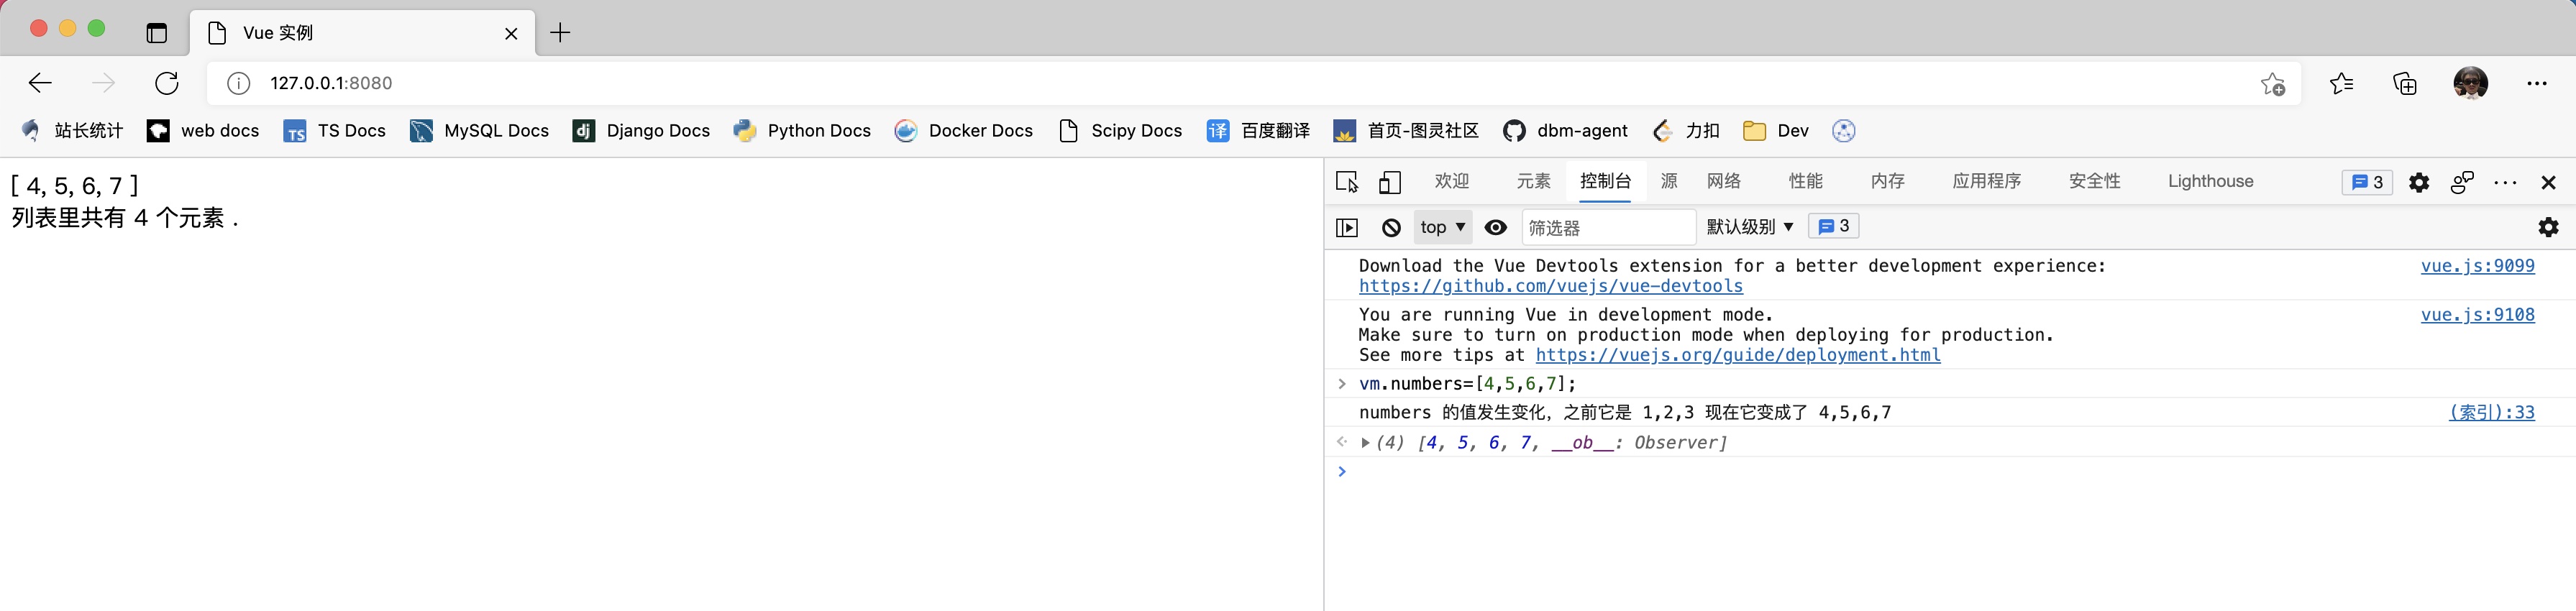 Vue 实例
127.0.0.1:8080
站长统计 web docs TS TS Docs MySQL Docs dj Django Docs Python Docs Docker Docs Scipy Docs 译 百度翻译 首页-图灵社区 dbm-agent 力扣 Dev
[ 4, 5, 6, 7 ]
列表里共有 4 个元素 .
欢迎 元素 控制台 源 网络 性能 内存 应用程序 安全性 Lighthouse 3
top ▼ 筛选器 默认级别 ▼ 3
Download the Vue Devtools extension for a better development experience: vue.js:9099
https://github.com/vuejs/vue-devtools
You are running Vue in development mode. vue.js:9108
Make sure to turn on production mode when deploying for production.
See more tips at https://vuejs.org/guide/deployment.html
> vm.numbers=[4,5,6,7];
numbers 的值发生变化，之前它是 1,2,3 现在它变成了 4,5,6,7 (索引):33
(4) [4, 5, 6, 7, __ob__: Observer]
>